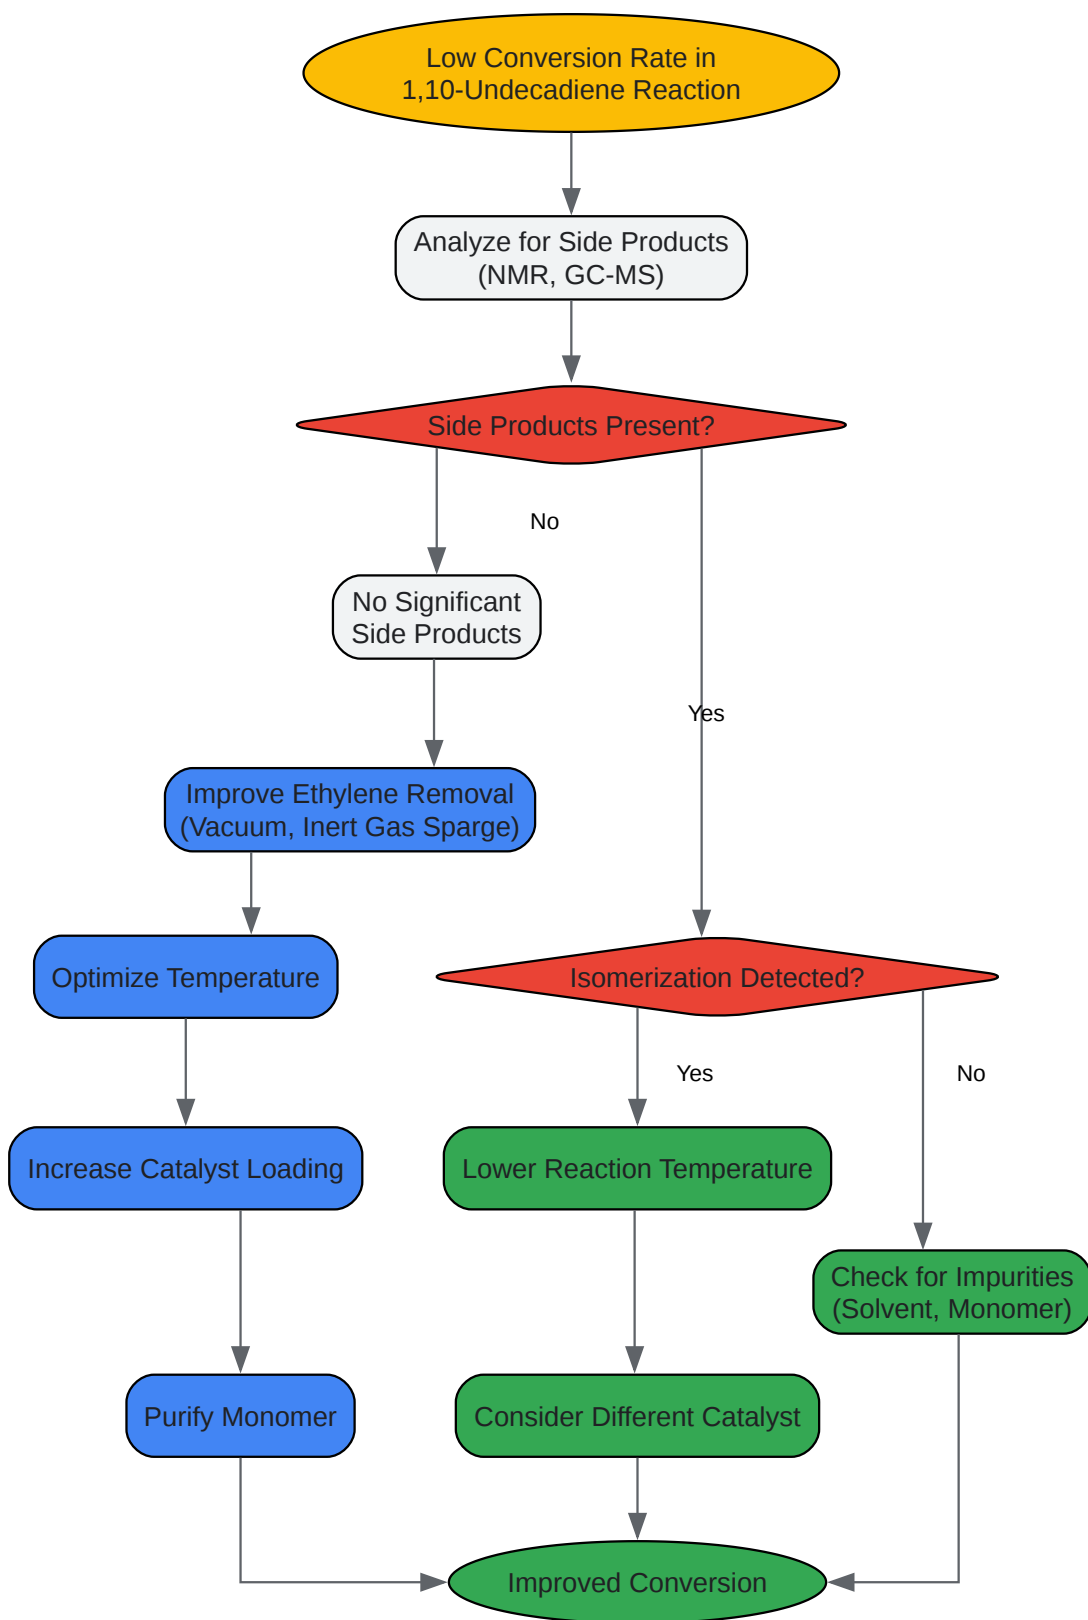 Low Conversion Rate in
1,10-Undecadiene Reaction
Analyze for Side Products
(NMR, GC-MS)
Side Products Present?
No
No Significant
Side Products
Yes
Improve Ethylene Removal
(Vacuum, Inert Gas Sparge)
Optimize Temperature
Isomerization Detected?
Yes
No
Increase Catalyst Loading
Lower Reaction Temperature
Check for Impurities
(Solvent, Monomer)
Purify Monomer
Consider Different Catalyst
Improved Conversion